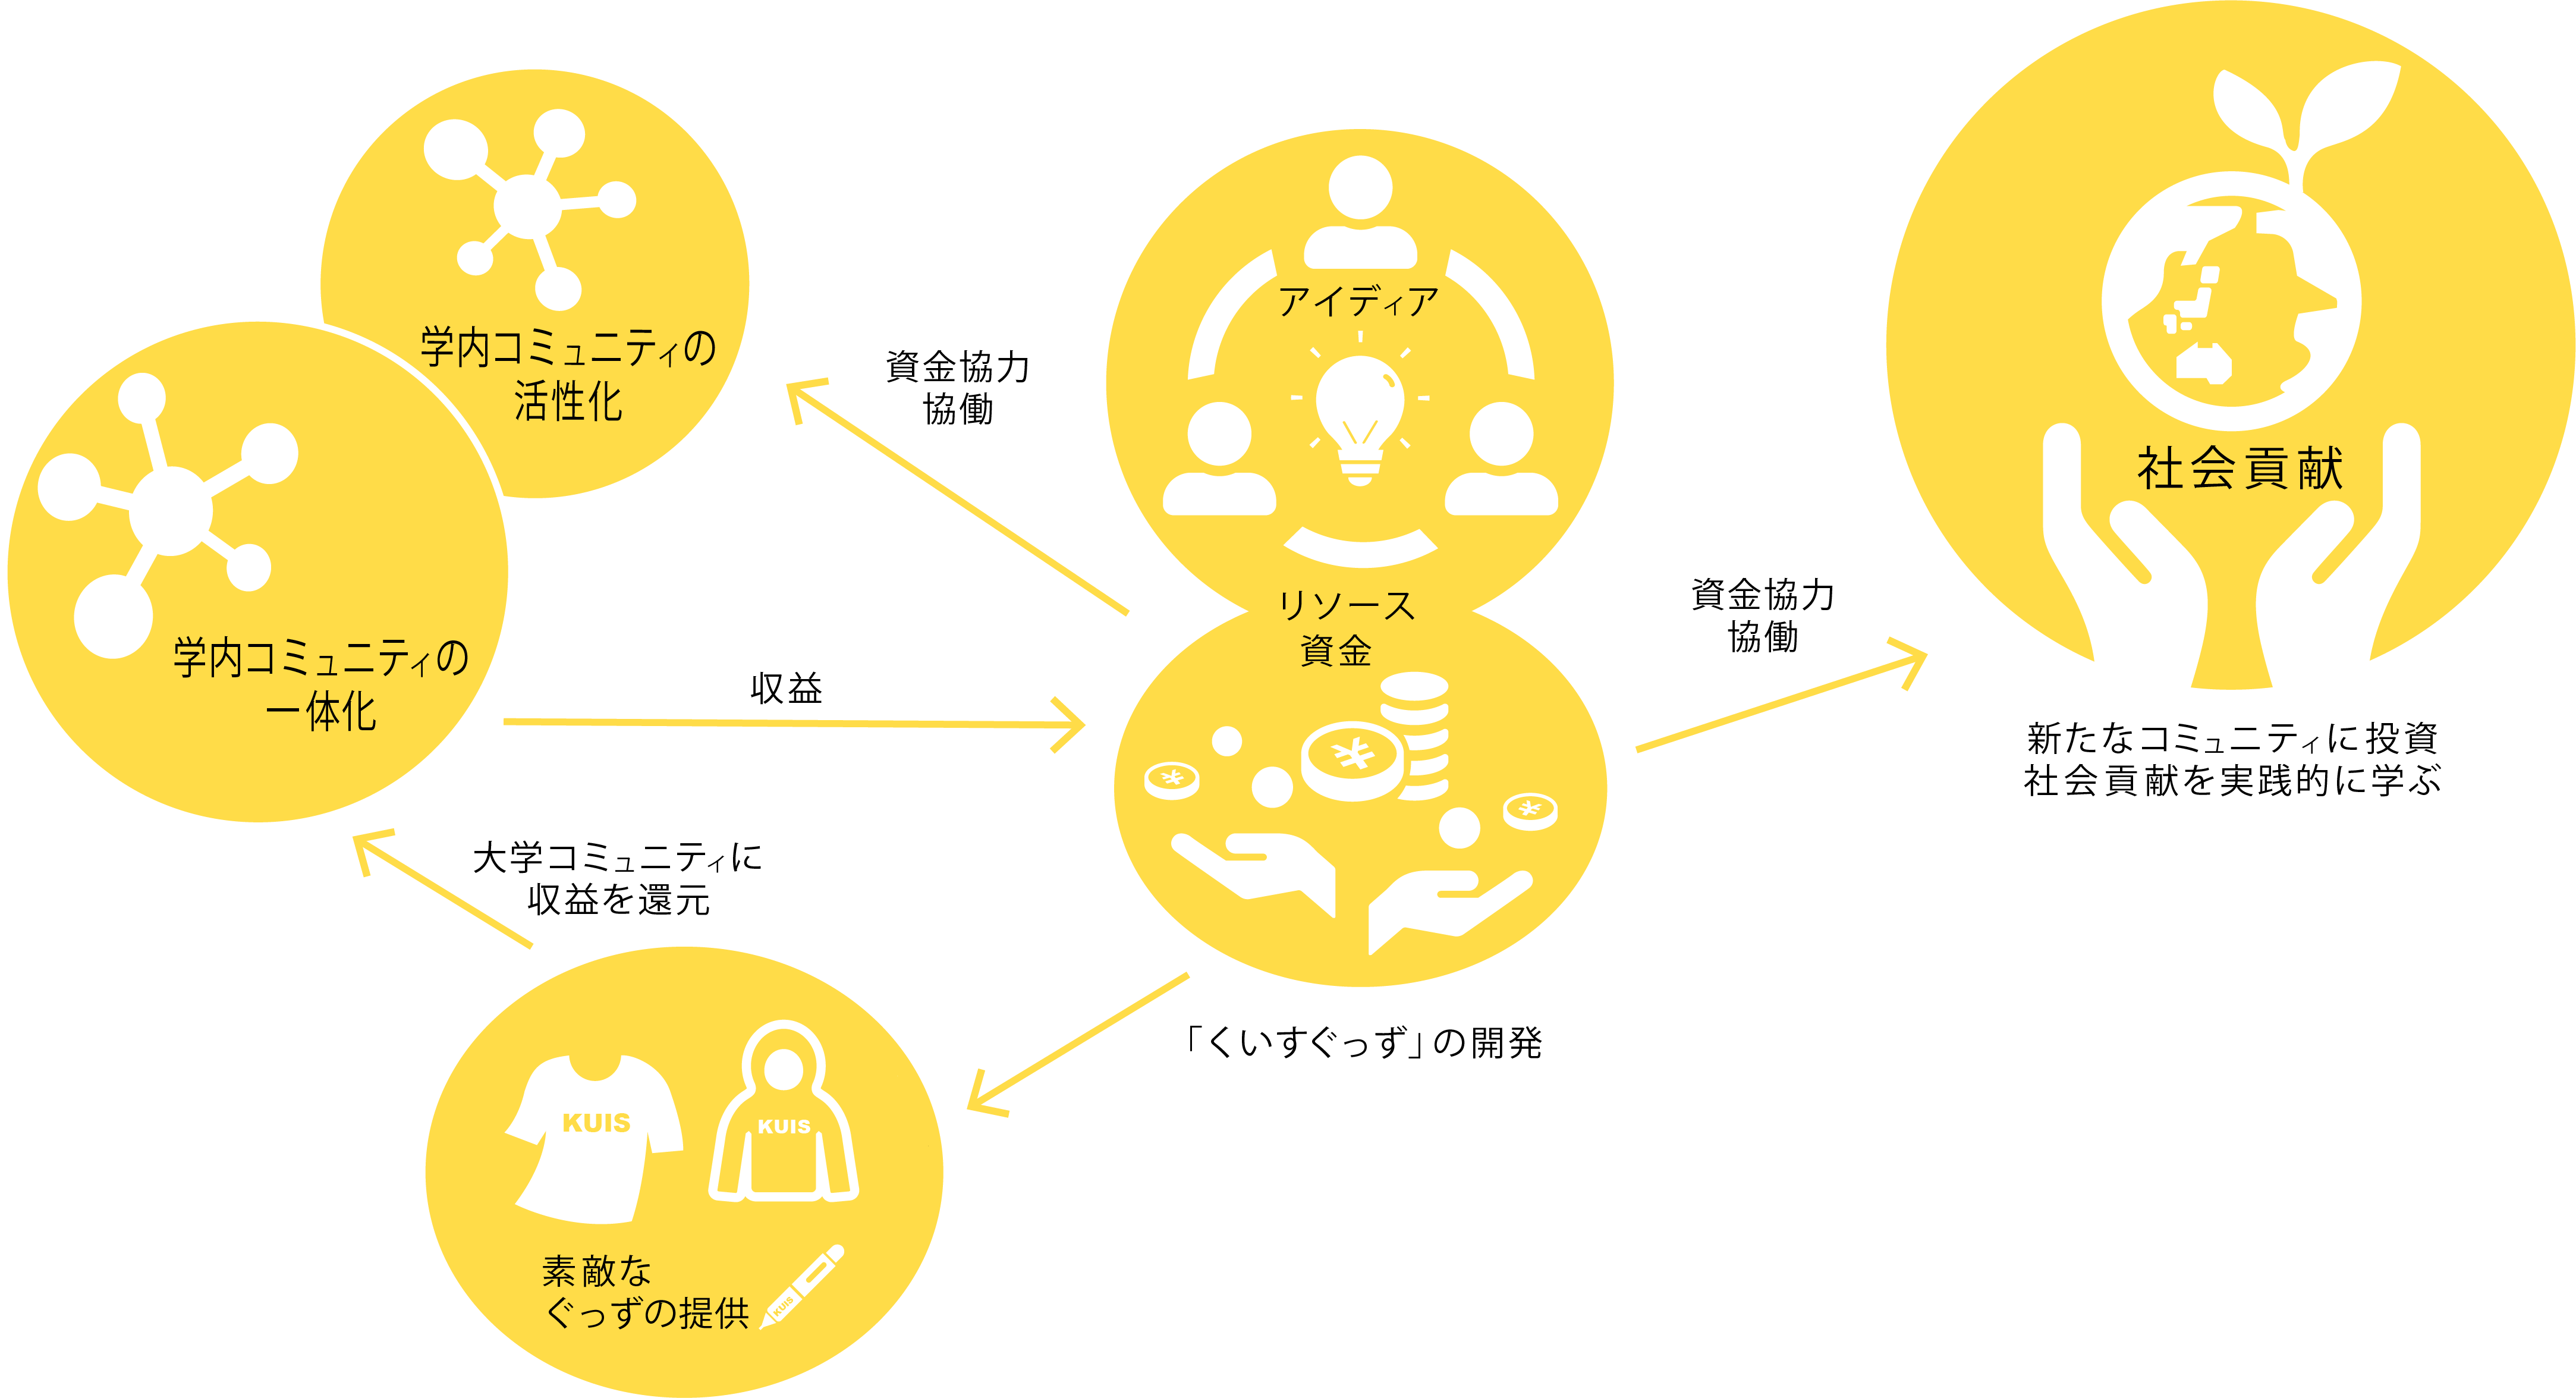 学内コミュニティの
活性化
学内コミュニティの
一体化
資金協力
協働
アイディア
リソース
資金
収益
資金協力
協働
社会貢献
新たなコミュニティに投資
社会貢献を実践的に学ぶ
大学コミュニティに
収益を還元
「くいすぐっず」の開発
KUIS
KUIS
素敵な
ぐっずの提供
KUIS